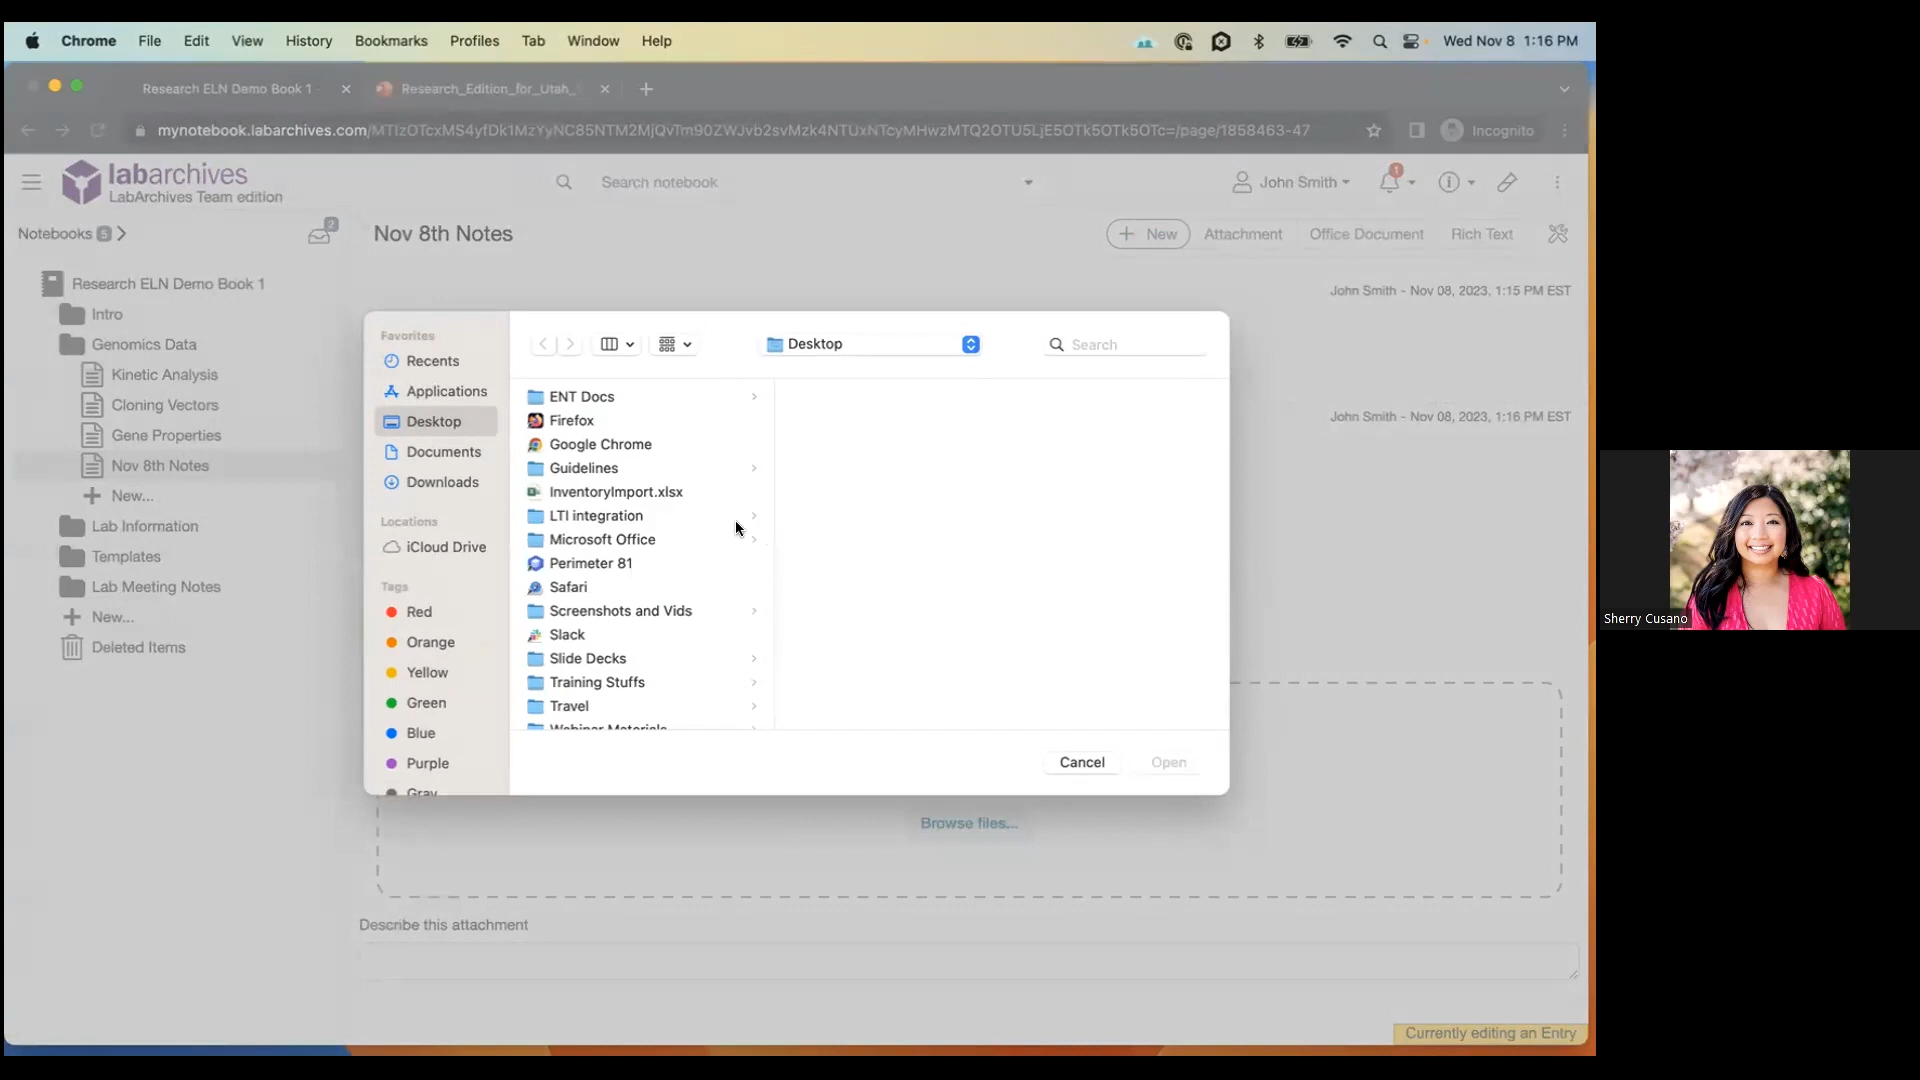 Chrome File Edit View History Bookmarks Profiles Tab Window Help Wed Nov 8 1:16 PM
Research ELN Demo Book 1 Research_Edition_for_Utah_
mynotebook.labarchives.com/MTIzOTcxMS4yfDk1MzYyNC85NTM2MjQvTm90ZWJvb2svMzk4NTUxNTcyMHwzMTQ2OTU5LjE5OTk5OTk5OTc=/page/1858463-47 Incognito
labarchives
LabArchives Team edition
Search notebook
John Smith
1
Notebooks 5
2
Nov 8th Notes
New Attachment Office Document Rich Text
Research ELN Demo Book 1
Intro
Genomics Data
Kinetic Analysis
Cloning Vectors
Gene Properties
Nov 8th Notes
New...
Lab Information
Templates
Lab Meeting Notes
New...
Deleted Items
John Smith - Nov 08, 2023, 1:15 PM EST
John Smith - Nov 08, 2023, 1:16 PM EST
Favorites
Recents
Applications
Desktop
Documents
Downloads
Locations
iCloud Drive
Tags
Red
Orange
Yellow
Green
Blue
Purple
Gray
Desktop
Search
ENT Docs
Firefox
Google Chrome
Guidelines
InventoryImport.xlsx
LTI integration
Microsoft Office
Perimeter 81
Safari
Screenshots and Vids
Slack
Slide Decks
Training Stuffs
Travel
Webinar Materials
Cancel Open
Browse files...
Describe this attachment
Currently editing an Entry
Sherry Cusano